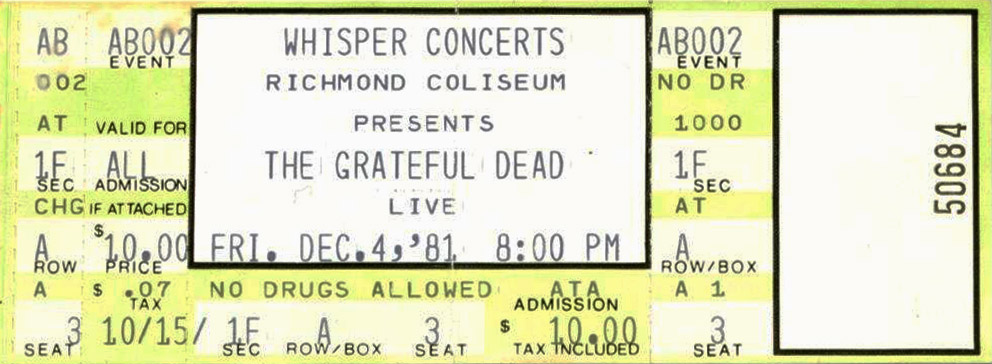 AB AB002 WHISPER CONCERTS AB002
EVENT EVENT
002 RICHMOND COLISEUM NO DR
AT VALID FOR PRESENTS 1000
1F ALL THE GRATEFUL DEAD 1F
SEC ADMISSION SEC
CHG IF ATTACHED LIVE AT
A $10.00 FRI. DEC.4,'81 8:00 PM A
ROW PRICE ROW/BOX
A $ .07 NO DRUGS ALLOWED ATA A 1
TAX ADMISSION
3 10/15/ 1F A 3 $ 10.00 3
SEAT SEC ROW/BOX SEAT TAX INCLUDED SEAT
50684